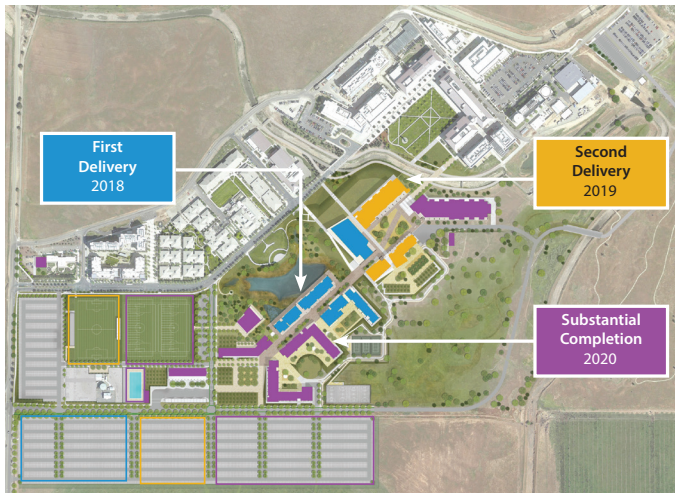 First
Delivery
2018
Second
Delivery
2019
Substantial
Completion
2020